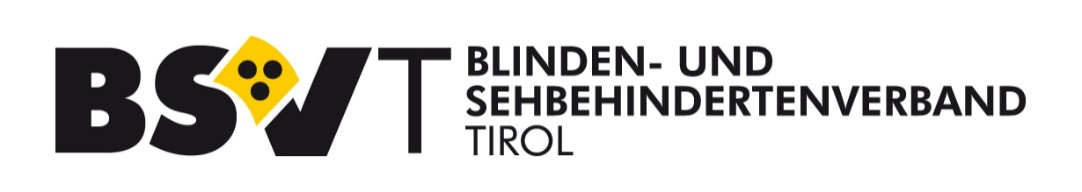 BSVT
BLINDEN- UND
SEHBEHINDERTENVERBAND
TIROL